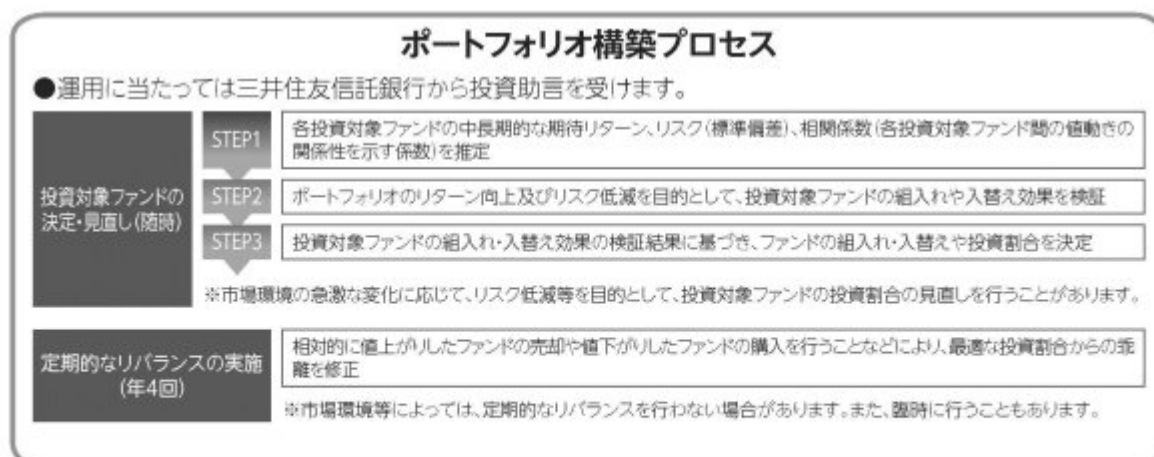 ポートフォリオ構築プロセス
●運用に当たっては三井住友信託銀行から投資助言を受けます。
投資対象ファンドの
決定・見直し(随時)
STEP1
各投資対象ファンドの中長期的な期待リターン、リスク(標準偏差)、相関係数(各投資対象ファンド間の値動きの
関係性を示す係数)を推定
STEP2
ポートフォリオのリターン向上及びリスク低減を目的として、投資対象ファンドの組入れや入替え効果を検証
STEP3
投資対象ファンドの組入れ・入替え効果の検証結果に基づき、ファンドの組入れ・入替えや投資割合を決定
※市場環境の急激な変化に応じて、リスク低減等を目的として、投資対象ファンドの投資割合の見直しを行うことがあります。
定期的なリバランスの実施
(年4回)
相対的に値上がりしたファンドの売却や値下がりしたファンドの購入を行うことなどにより、最適な投資割合からの乖
離を修正
※市場環境等によっては、定期的なリバランスを行わない場合があります。また、臨時に行うこともあります。